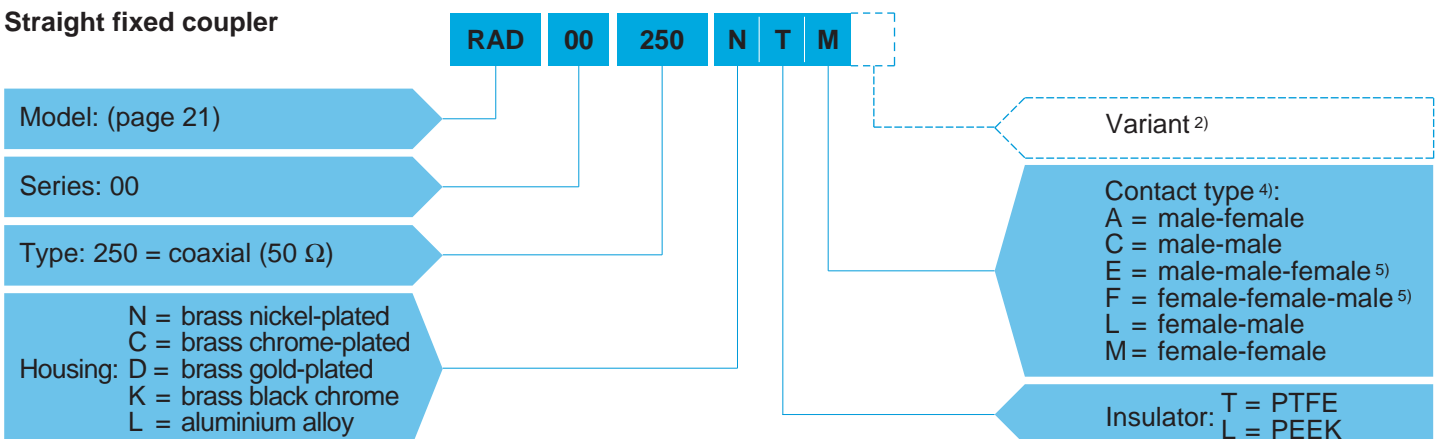 Straight fixed coupler
RAD 00 250 N T M
Model: (page 21)
Series: 00
Type: 250 = coaxial (50 Ω)
Housing:
N = brass nickel-plated
C = brass chrome-plated
D = brass gold-plated
K = brass black chrome
L = aluminium alloy
Variant 2)
Contact type 4):
A = male-female
C = male-male
E = male-male-female 5)
F = female-female-male 5)
L = female-male
M = female-female
Insulator:
T = PTFE
L = PEEK